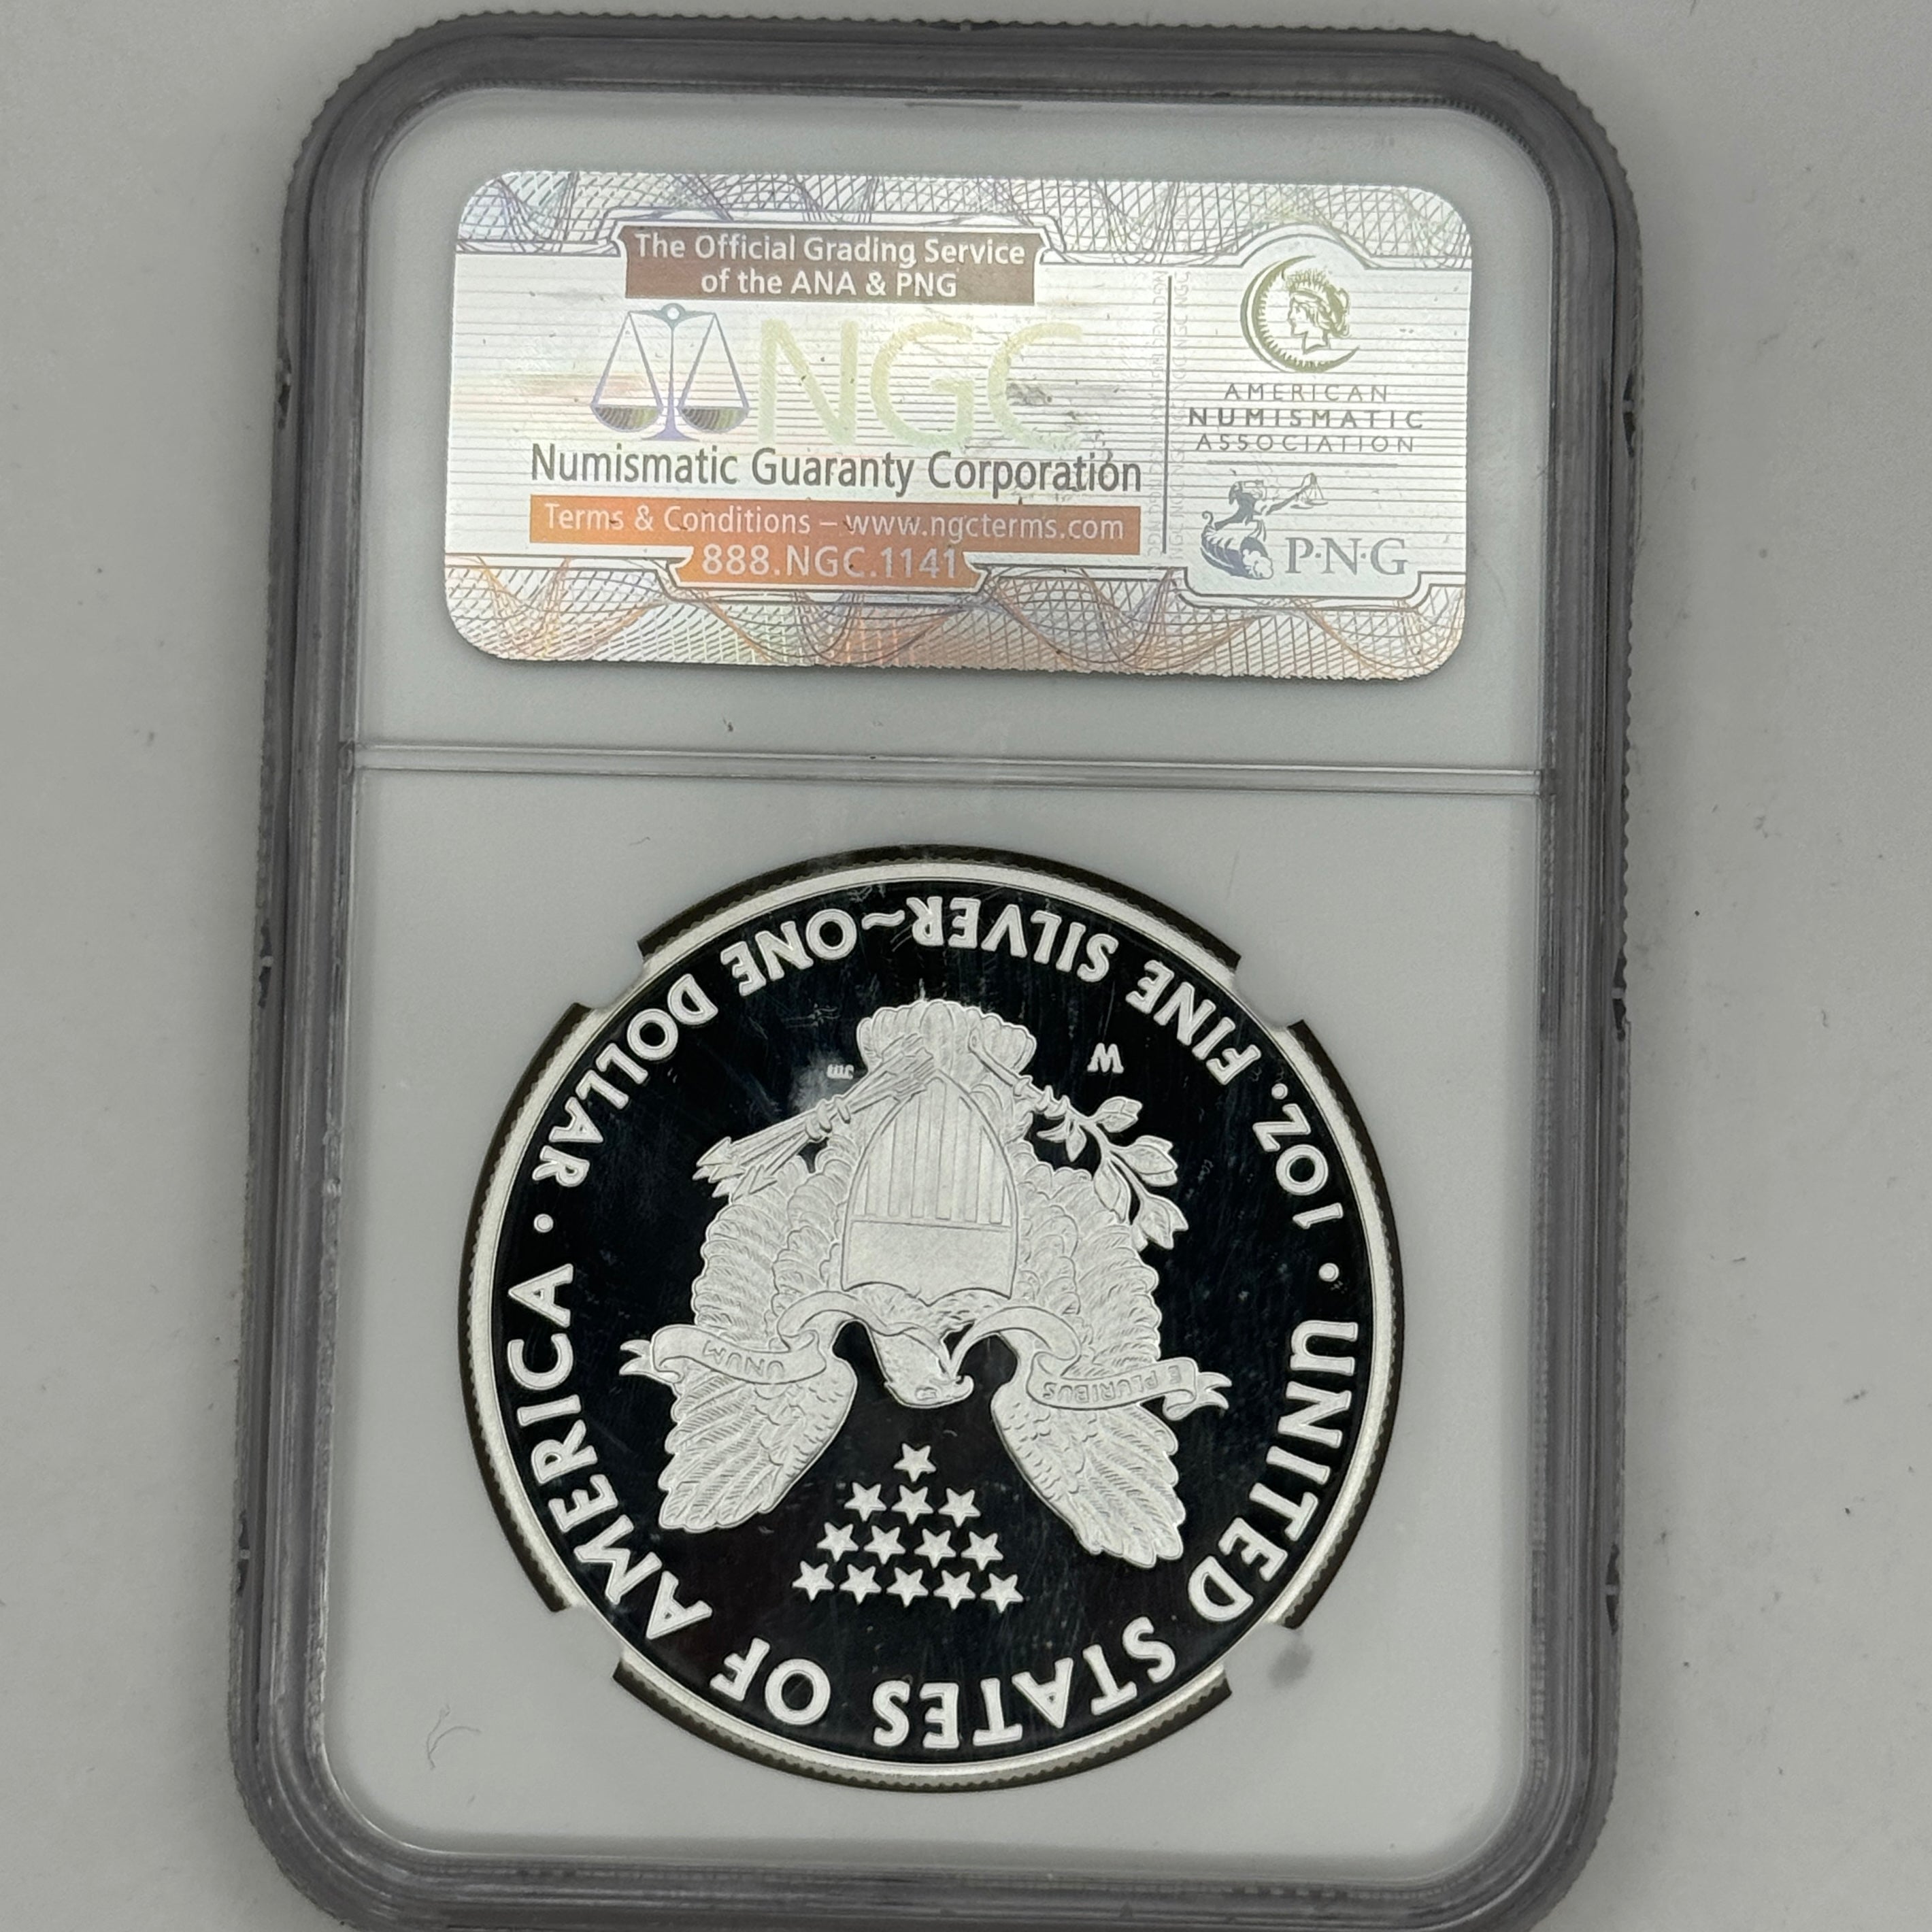 The Official Grading Service
of the ANA & PNG
NGC
Numismatic Guaranty Corporation
Terms & Conditions – www.ngcterms.com
888.NGC.1141
AMERICAN
NUMISMATIC
ASSOCIATION
P·N·G
UNITED STATES OF AMERICA
1 OZ. FINE SILVER~ONE DOLLAR
W
E PLURIBUS
UNUM